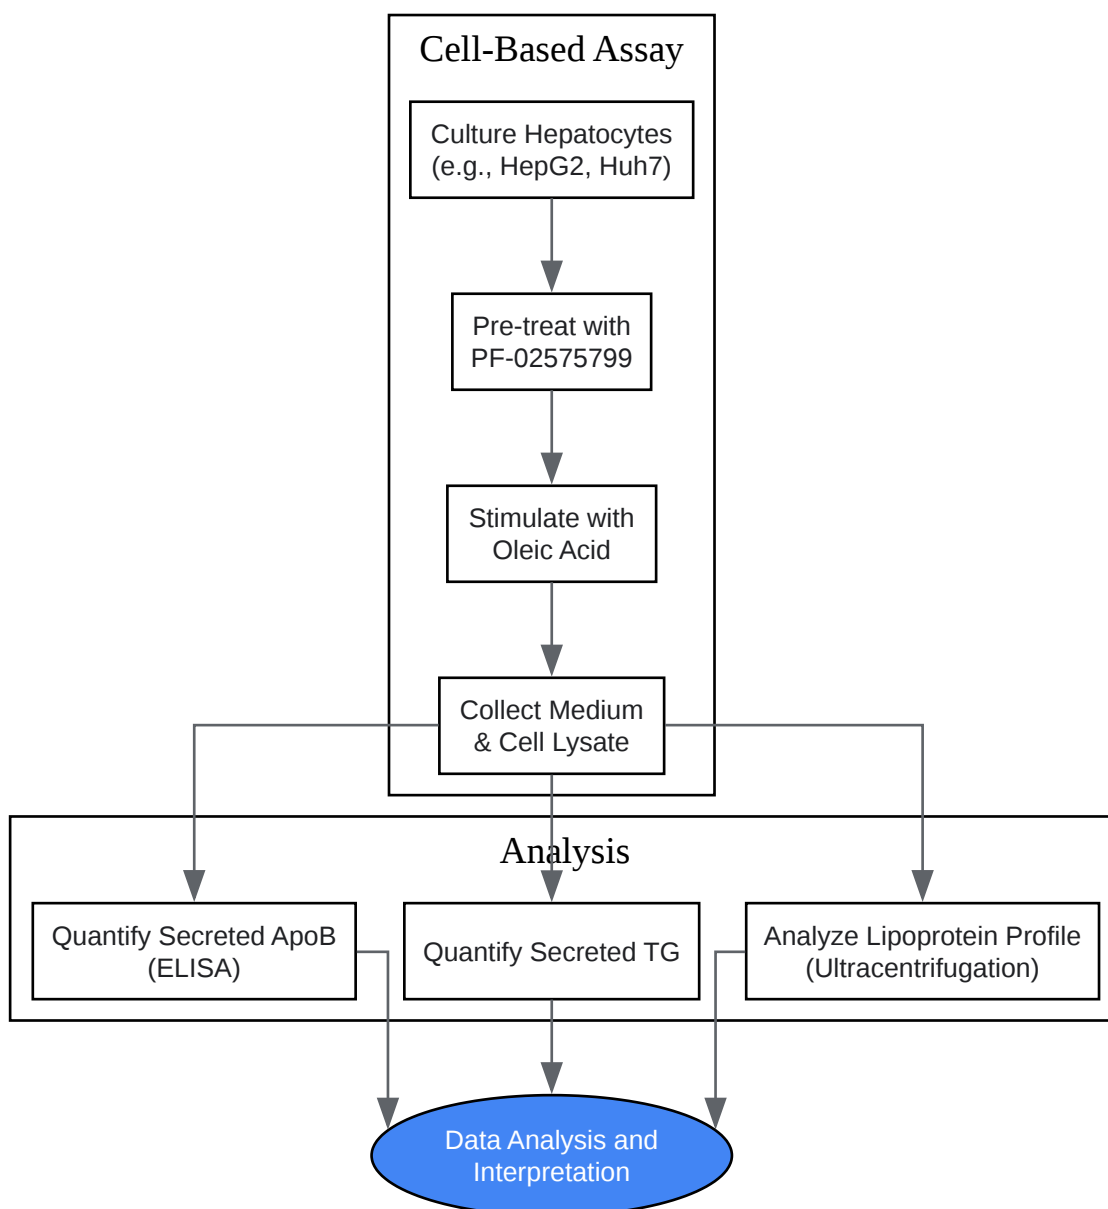 Cell-Based Assay
Culture Hepatocytes
(e.g., HepG2, Huh7)
Pre-treat with
PF-02575799
Stimulate with
Oleic Acid
Collect Medium
& Cell Lysate
Analysis
Quantify Secreted ApoB
(ELISA)
Quantify Secreted TG
Analyze Lipoprotein Profile
(Ultracentrifugation)
Data Analysis and
Interpretation